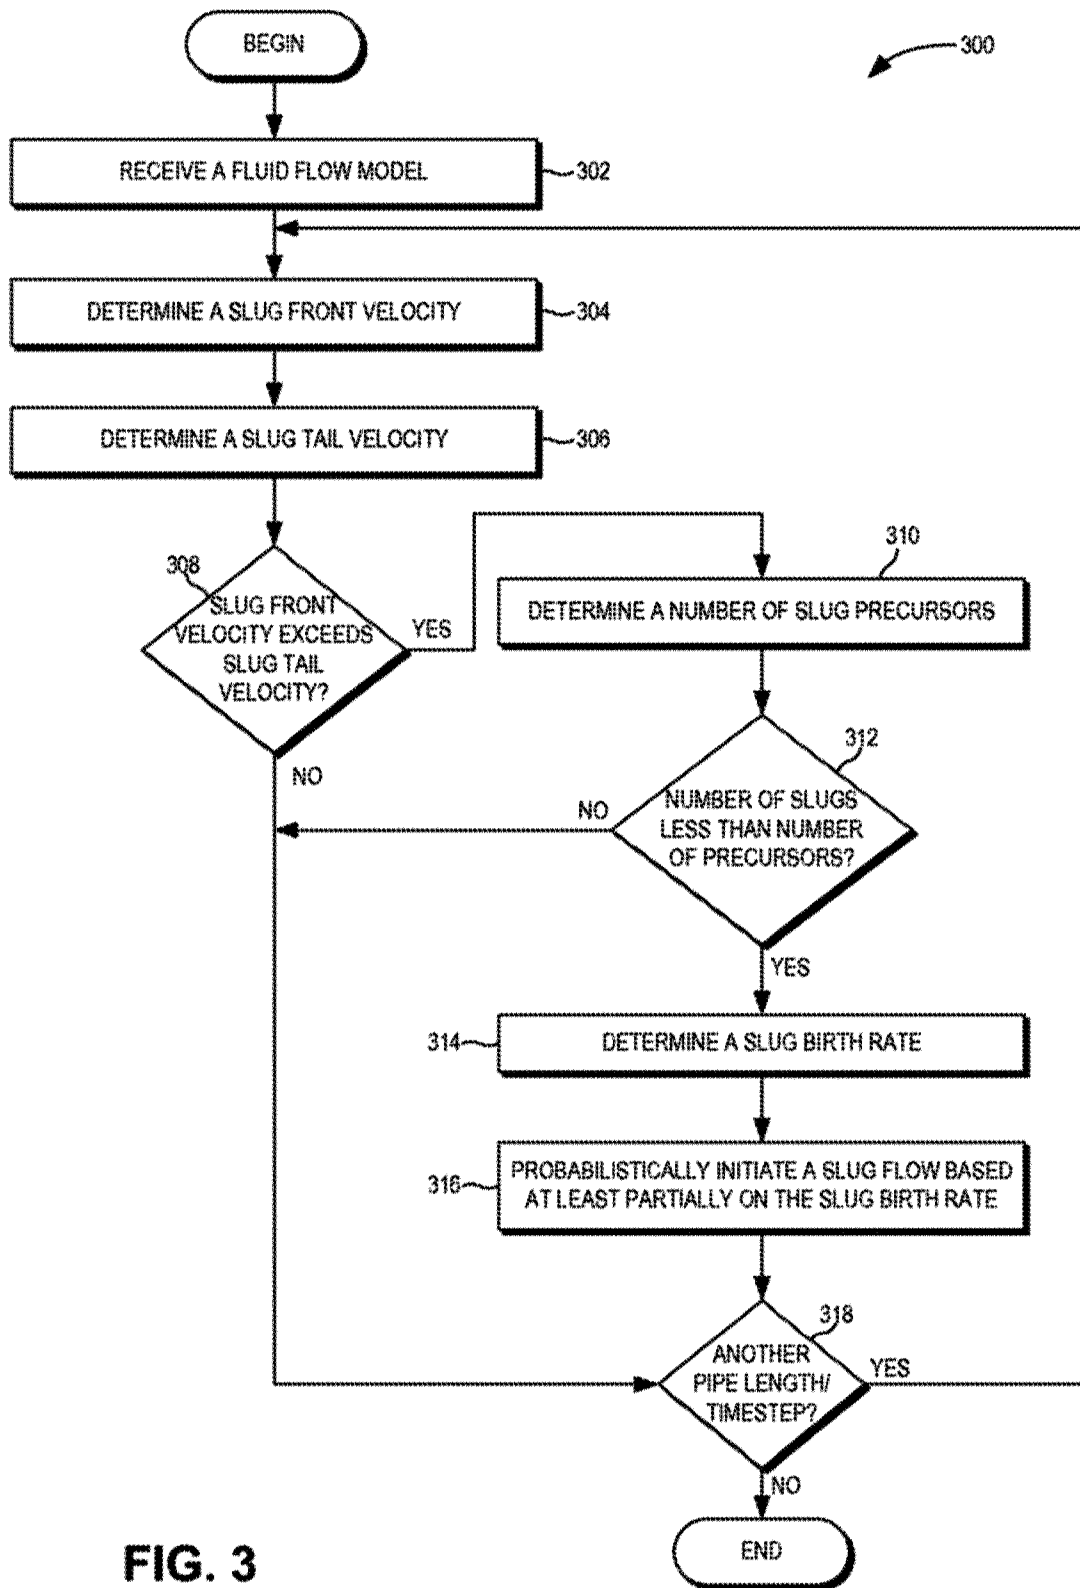 BEGIN
300
RECEIVE A FLUID FLOW MODEL
302
DETERMINE A SLUG FRONT VELOCITY
304
DETERMINE A SLUG TAIL VELOCITY
306
308
SLUG FRONT
VELOCITY EXCEEDS
SLUG TAIL
VELOCITY?
YES
NO
310
DETERMINE A NUMBER OF SLUG PRECURSORS
312
NUMBER OF SLUGS
LESS THAN NUMBER
OF PRECURSORS?
NO
YES
314
DETERMINE A SLUG BIRTH RATE
316
PROBABILISTICALLY INITIATE A SLUG FLOW BASED
AT LEAST PARTIALLY ON THE SLUG BIRTH RATE
318
ANOTHER
PIPE LENGTH/
TIMESTEP?
YES
NO
END
FIG. 3